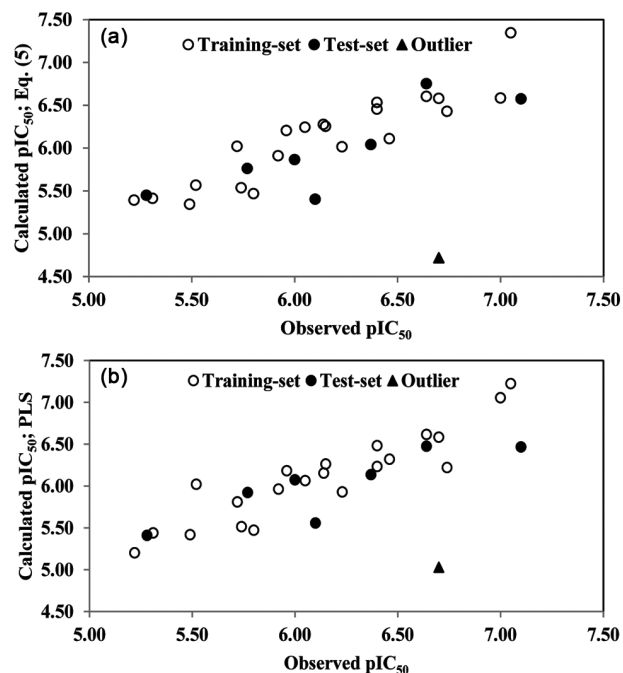 (a)
Training-set Test-set Outlier
7.50
7.00
6.50
6.00
5.50
5.00
4.50
Calculated pIC50; Eq. (5)
5.00 5.50 6.00 6.50 7.00 7.50
Observed pIC50
(b)
Training-set Test-set Outlier
7.50
7.00
6.50
6.00
5.50
5.00
4.50
Calculated pIC50; PLS
5.00 5.50 6.00 6.50 7.00 7.50
Observed pIC50